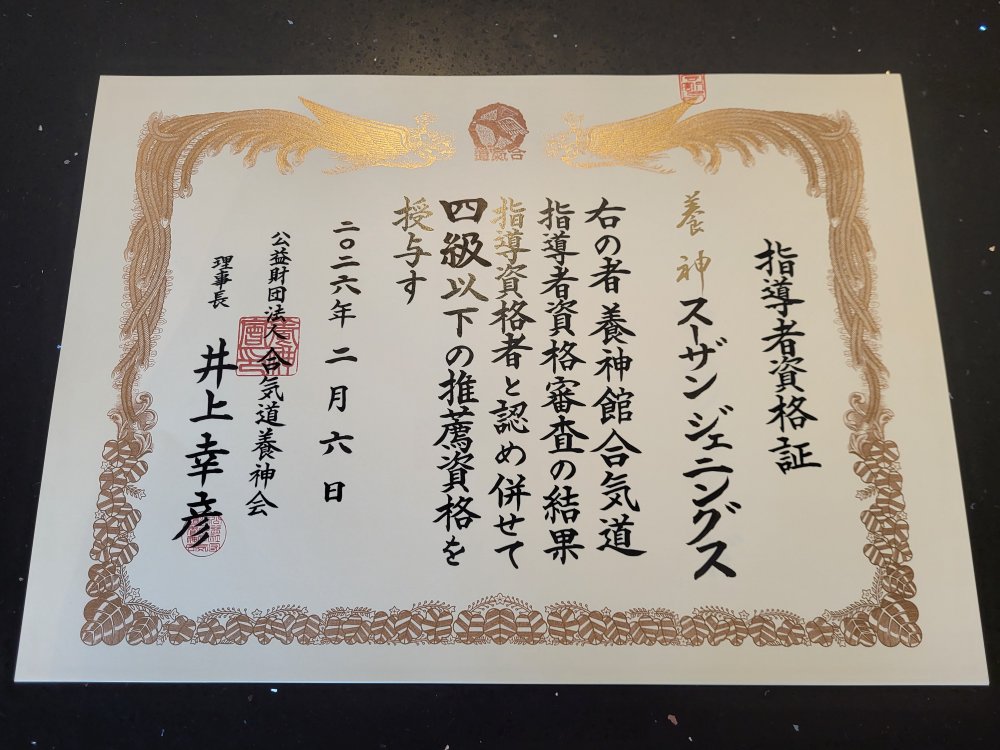 合氣道
指導者資格証
養神 スーザン ジェニングス
右の者養神館合気道
指導者資格審査の結果
指導資格者と認め併せて
四級以下の推薦資格を
授与す
二〇二六年二月六日
公益財団法人合気道養神会
理事長 井上幸彦